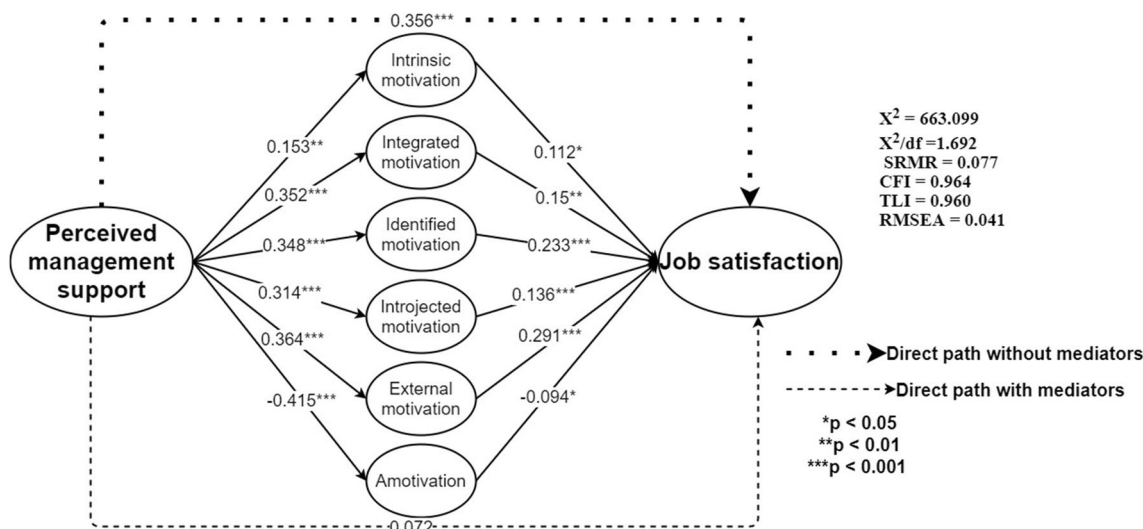 0.356***
Intrinsic
motivation
Integrated
motivation
Identified
motivation
Introjected
motivation
External
motivation
Amotivation
Perceived
management
support
0.153**
0.352***
0.348***
0.314***
0.364***
-0.415***
0.112*
0.15**
0.233***
0.136***
0.291***
-0.094*
Job satisfaction
0.072
X² = 663.099
X²/df =1.692
SRMR = 0.077
CFI = 0.964
TLI = 0.960
RMSEA = 0.041
Direct path without mediators
Direct path with mediators
*p < 0.05
**p < 0.01
***p < 0.001